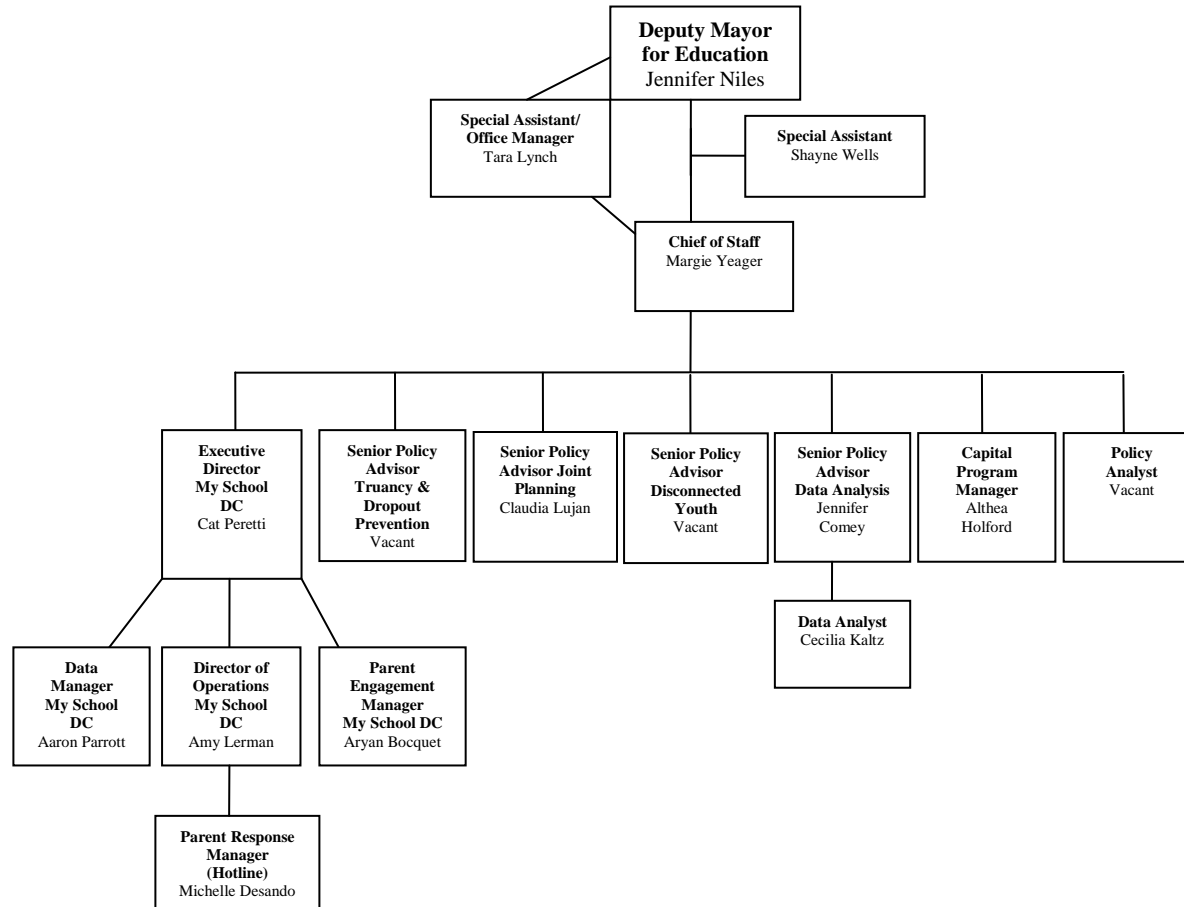 Deputy Mayor
for Education
Jennifer Niles
Special Assistant/
Office Manager
Tara Lynch
Special Assistant
Shayne Wells
Chief of Staff
Margie Yeager
Executive
Director
My School
DC
Cat Peretti
Senior Policy
Advisor
Truancy &
Dropout
Prevention
Vacant
Senior Policy
Advisor Joint
Planning
Claudia Lujan
Senior Policy
Advisor
Disconnected
Youth
Vacant
Senior Policy
Advisor
Data Analysis
Jennifer
Comey
Capital
Program
Manager
Althea
Holford
Policy
Analyst
Vacant
Data Analyst
Cecilia Kaltz
Data
Manager
My School
DC
Aaron Parrott
Director of
Operations
My School
DC
Amy Lerman
Parent
Engagement
Manager
My School DC
Aryan Bocquet
Parent Response
Manager
(Hotline)
Michelle Desando